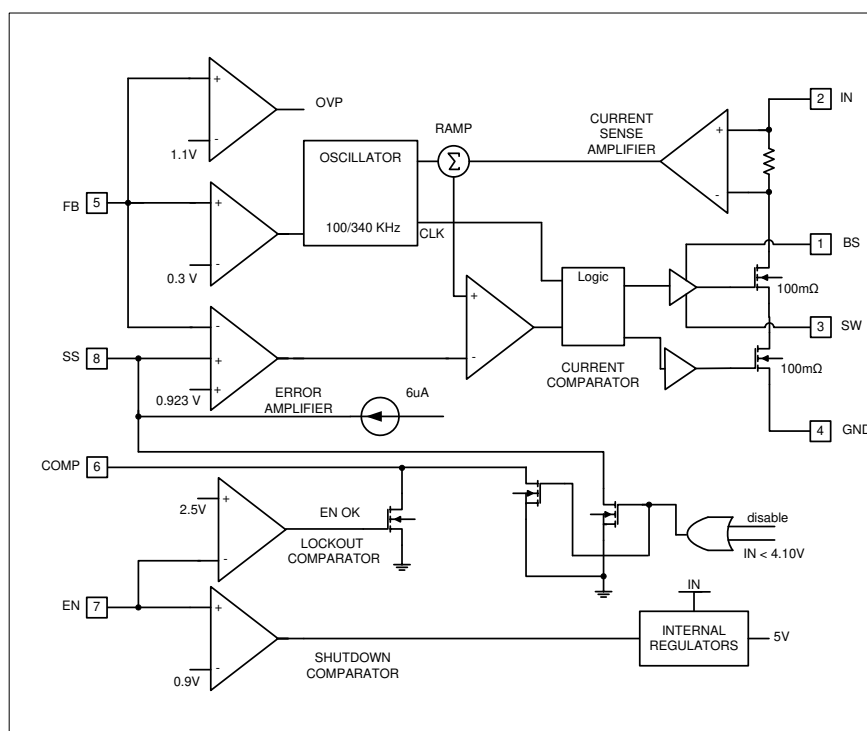 OVP
+
-
1.1V
OSCILLATOR
100/340 KHz
CLK
RAMP
Σ
CURRENT
SENSE
AMPLIFIER
+
-
2
IN
FB
5
+
-
0.3 V
1
BS
Logic
100mΩ
3
SW
+
-
CURRENT
COMPARATOR
100mΩ
4
GND
SS
8
-
+
+
0.923 V
ERROR
AMPLIFIER
6uA
COMP
6
2.5V
+
-
EN OK
LOCKOUT
COMPARATOR
disable
IN < 4.10V
EN
7
+
-
0.9V
SHUTDOWN
COMPARATOR
IN
INTERNAL
REGULATORS
5V